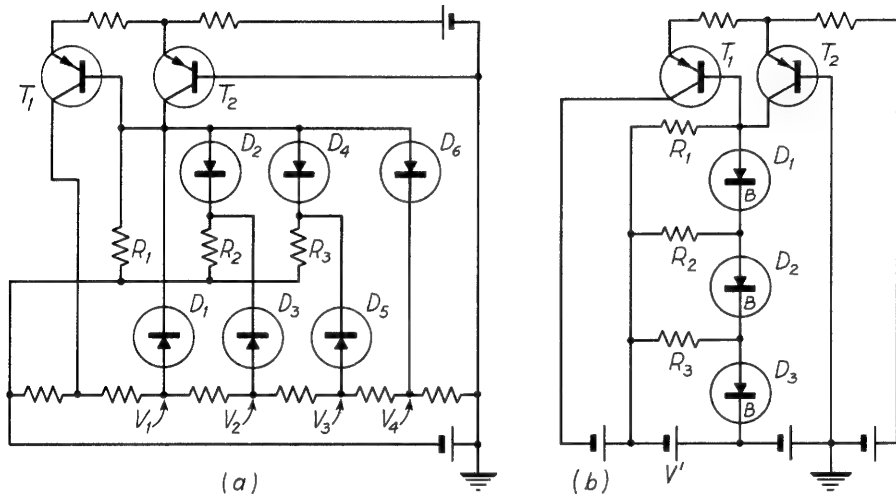 T1 T2
D2 D4 D6
R1 R2 R3
D1 D3 D5
V1 V2 V3 V4
(a)
T1 T2
R1 D1
B
R2 D2
B
R3 D3
B
V'
(b)